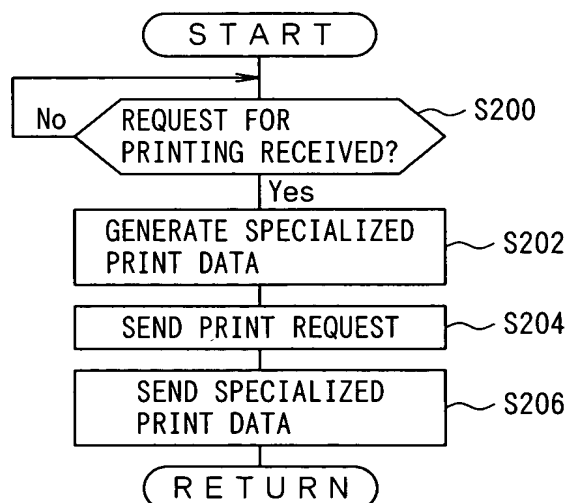 START
No
REQUEST FOR
PRINTING RECEIVED?
S200
Yes
GENERATE SPECIALIZED
PRINT DATA
S202
SEND PRINT REQUEST
S204
SEND SPECIALIZED
PRINT DATA
S206
RETURN